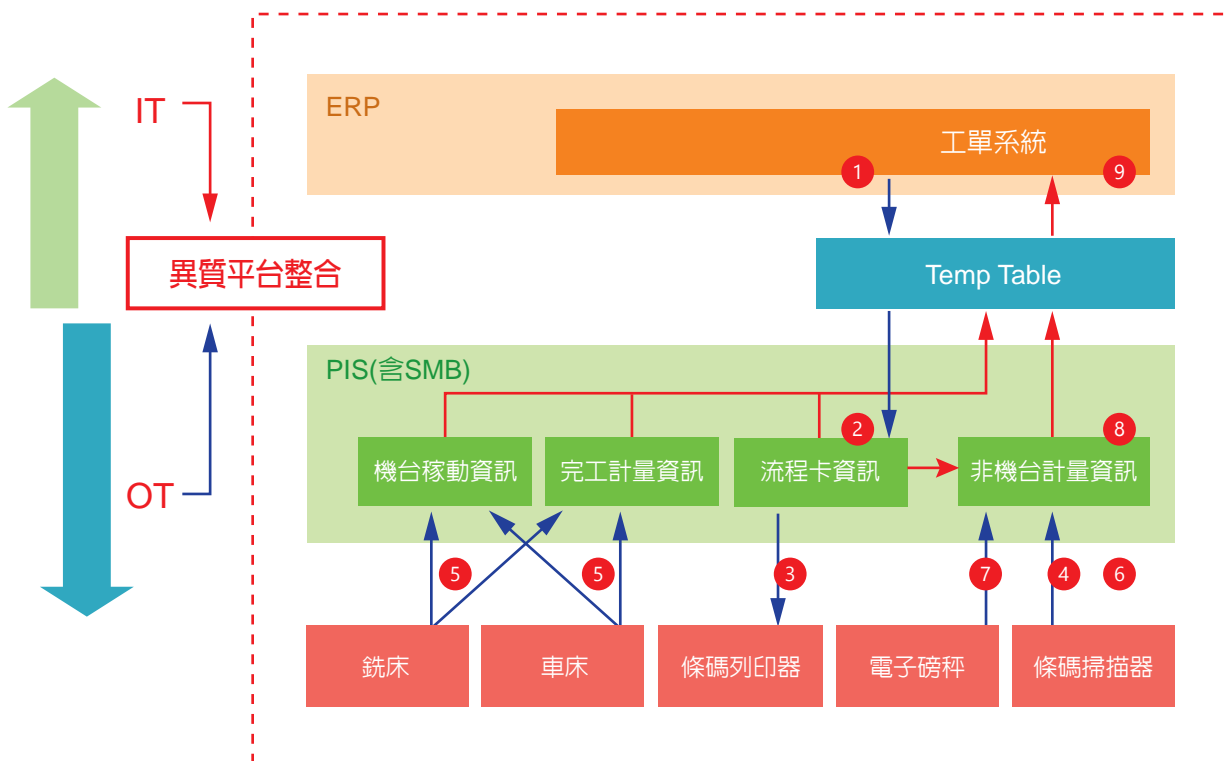 IT
ERP
工單系統
1
9
異質平台整合
Temp Table
OT
PIS(含SMB)
2
8
機台稼動資訊
完工計量資訊
流程卡資訊
非機台計量資訊
5
5
3
7
4
6
銑床
車床
條碼列印器
電子磅秤
條碼掃描器